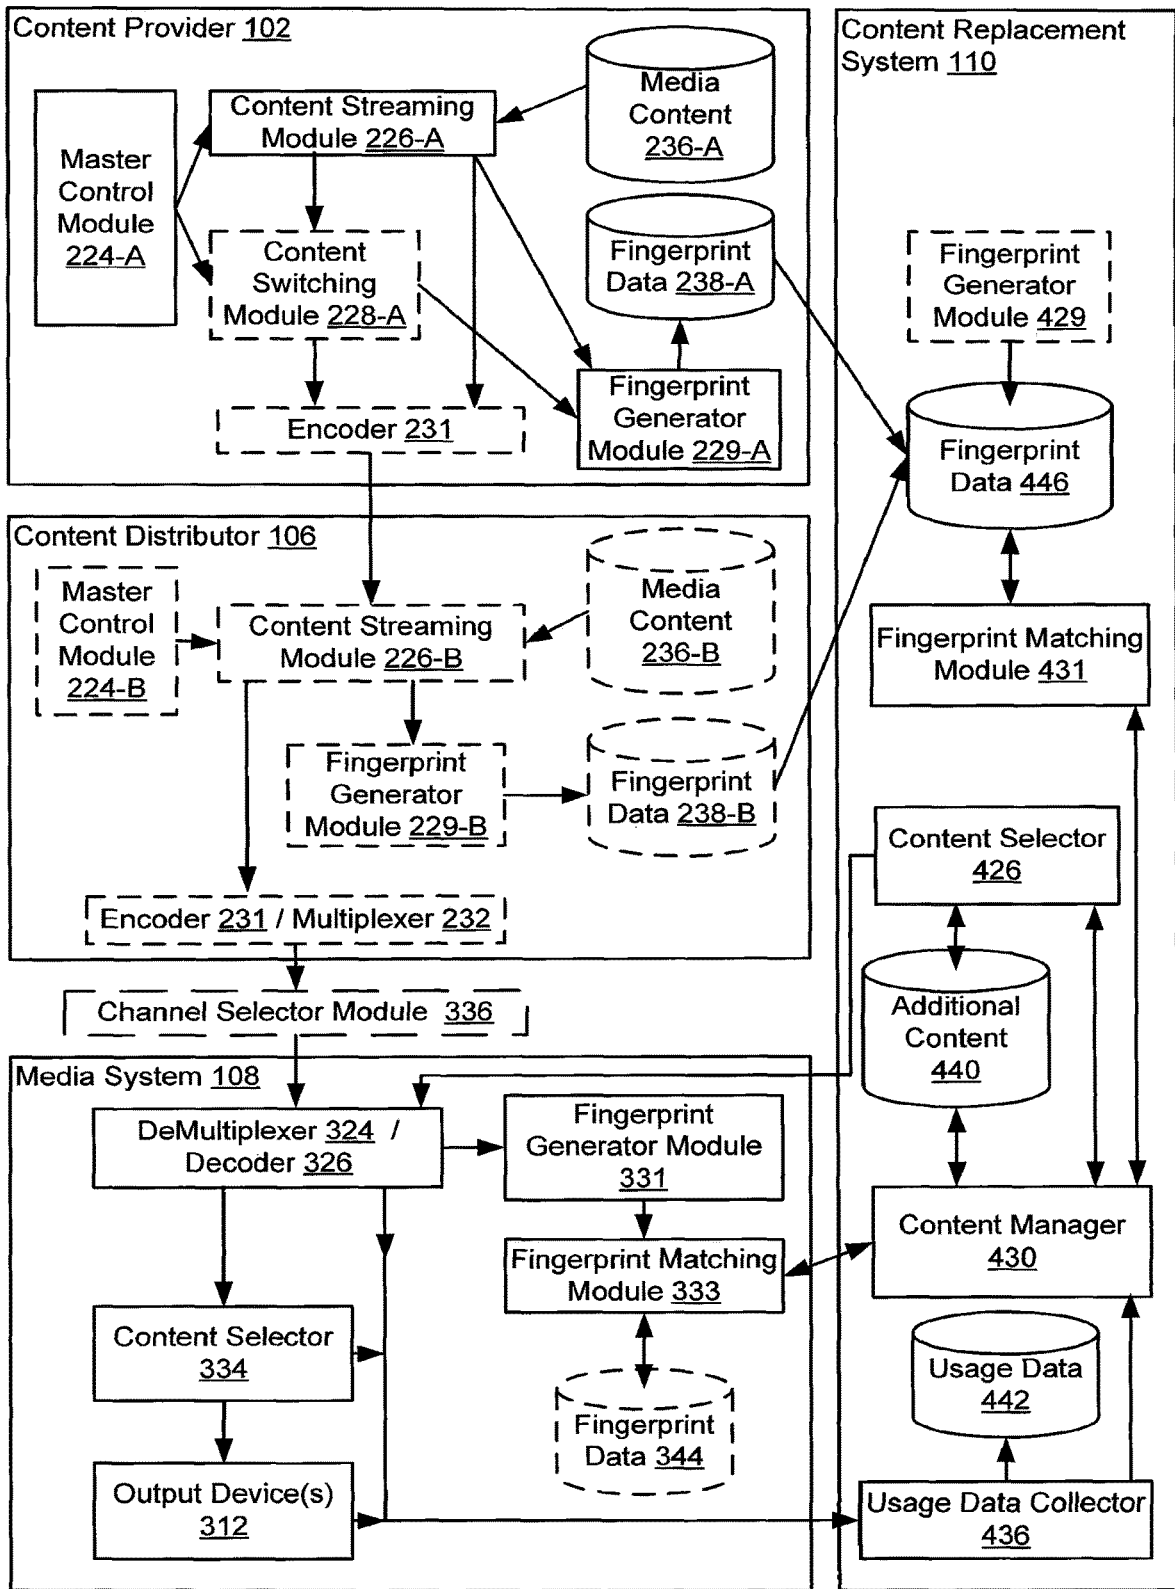 Content Provider 102
Master
Control
Module
224-A
Content Streaming
Module 226-A
Media
Content
236-A
Content
Switching
Module 228-A
Fingerprint
Data 238-A
Encoder 231
Fingerprint
Generator
Module 229-A
Content Distributor 106
Master
Control
Module
224-B
Content Streaming
Module 226-B
Media
Content
236-B
Fingerprint
Generator
Module 229-B
Fingerprint
Data 238-B
Encoder 231 / Multiplexer 232
Channel Selector Module 336
Media System 108
DeMultiplexer 324 /
Decoder 326
Fingerprint
Generator Module
331
Fingerprint Matching
Module 333
Content Selector
334
Fingerprint
Data 344
Output Device(s)
312
Content Replacement
System 110
Fingerprint
Generator
Module 429
Fingerprint
Data 446
Fingerprint Matching
Module 431
Content Selector
426
Additional
Content
440
Content Manager
430
Usage Data
442
Usage Data Collector
436